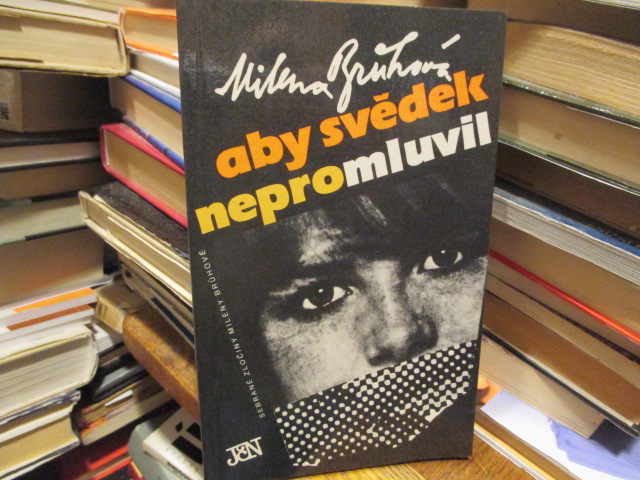 Milena Brůhová
aby svědek
nepromluvil
SEBRANÉ ZLOČINY MILENY BRŮHOVÉ
J&N